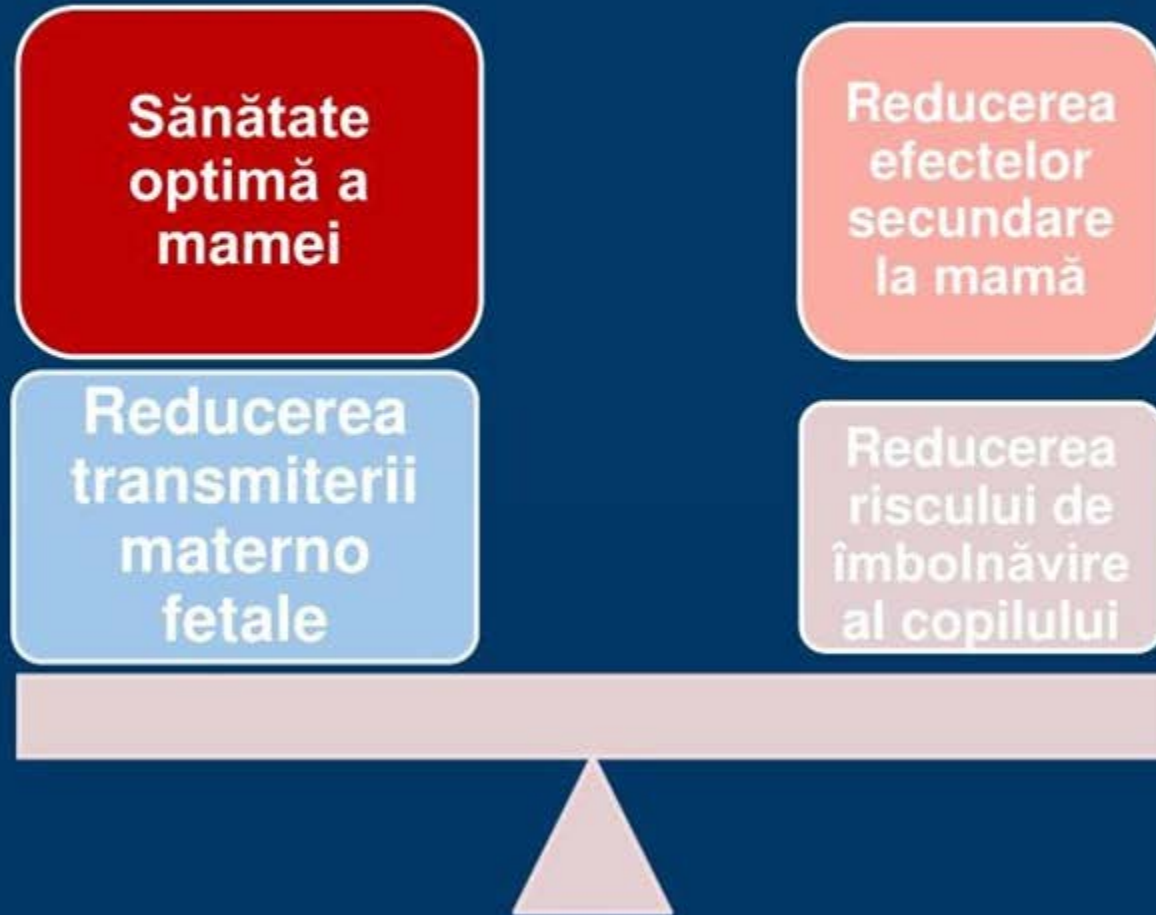 Sănătate
optimă a
mamei
Reducerea
transmiterii
materno
fetale
Reducerea
efectelor
secundare
la mamă
Reducerea
riscului de
îmbolnăvire
al copilului